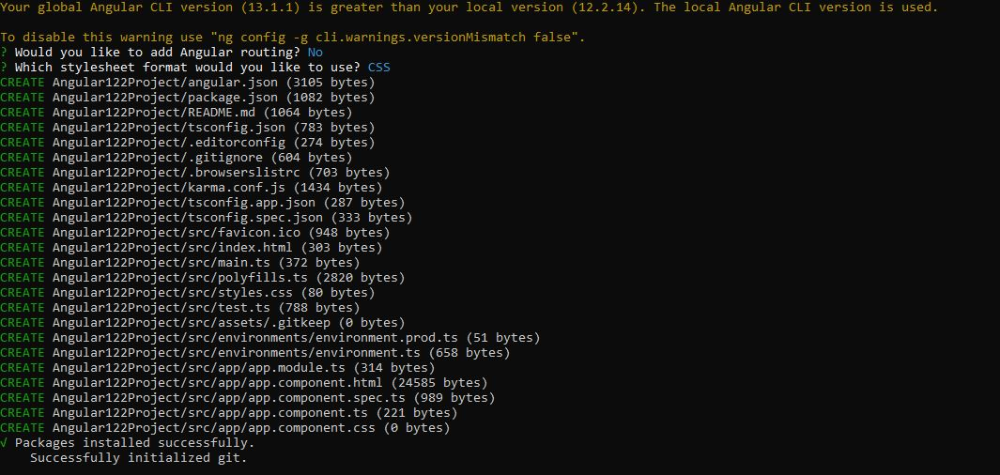 Your global Angular CLI version (13.1.1) is greater than your local version (12.2.14). The local Angular CLI version is used.
To disable this warning use "ng config -g cli.warnings.versionMismatch false".
? Would you like to add Angular routing? No
? Which stylesheet format would you like to use? CSS
CREATE Angular122Project/angular.json (3105 bytes)
CREATE Angular122Project/package.json (1082 bytes)
CREATE Angular122Project/README.md (1064 bytes)
CREATE Angular122Project/tsconfig.json (783 bytes)
CREATE Angular122Project/.editorconfig (274 bytes)
CREATE Angular122Project/.gitignore (604 bytes)
CREATE Angular122Project/.browserslistrc (703 bytes)
CREATE Angular122Project/karma.conf.js (1434 bytes)
CREATE Angular122Project/tsconfig.app.json (287 bytes)
CREATE Angular122Project/tsconfig.spec.json (333 bytes)
CREATE Angular122Project/src/favicon.ico (948 bytes)
CREATE Angular122Project/src/index.html (303 bytes)
CREATE Angular122Project/src/main.ts (372 bytes)
CREATE Angular122Project/src/polyfills.ts (2820 bytes)
CREATE Angular122Project/src/styles.css (80 bytes)
CREATE Angular122Project/src/test.ts (788 bytes)
CREATE Angular122Project/src/assets/.gitkeep (0 bytes)
CREATE Angular122Project/src/environments/environment.prod.ts (51 bytes)
CREATE Angular122Project/src/environments/environment.ts (658 bytes)
CREATE Angular122Project/src/app/app.module.ts (314 bytes)
CREATE Angular122Project/src/app/app.component.html (24585 bytes)
CREATE Angular122Project/src/app/app.component.spec.ts (989 bytes)
CREATE Angular122Project/src/app/app.component.ts (221 bytes)
CREATE Angular122Project/src/app/app.component.css (0 bytes)
√ Packages installed successfully.
Successfully initialized git.